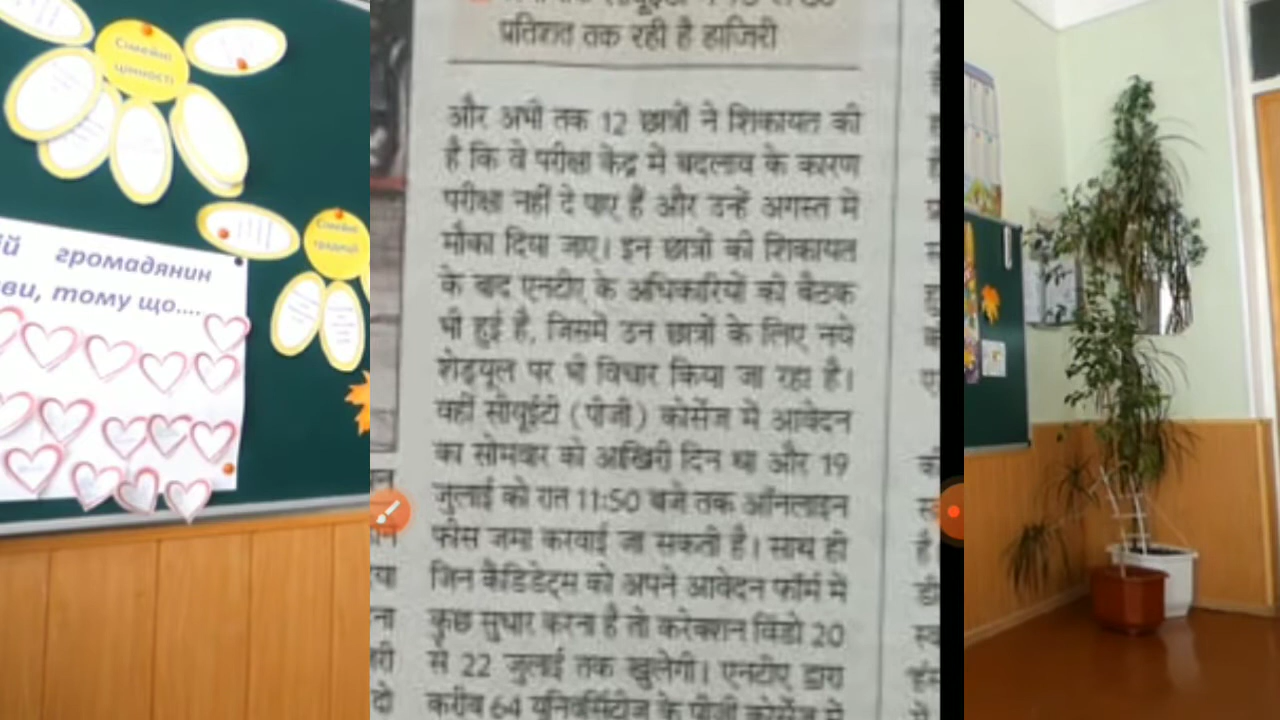 Сімейні
цінності
Сімейні
традиції
ій громадянин
ви, тому що....
प्रतिशत तक रही है हाजिरी
और अभी तक 12 छात्रों ने शिकायत की
है कि वे परीक्षा केंद्र में बदलाव के कारण
परीक्षा नहीं दे पाए हैं और उन्हें अगस्त में
मौका दिया जाए। इन छात्रों की शिकायत
के बाद एनटीए के अधिकारियों की बैठक
भी हुई है, जिसमें उन छात्रों के लिए नये
शेड्यूल पर भी विचार किया जा रहा है।
वहीं सीयूईटी (पीजी) कोर्सेज में आवेदन
का सोमवार को आखिरी दिन था और 19
जुलाई को रात 11:50 बजे तक ऑनलाइन
फीस जमा करवाई जा सकती है। साथ ही
जिन कैंडिडेट्स को अपने आवेदन फॉर्म में
कुछ सुधार करना है तो करेक्शन विंडो 20
से 22 जुलाई तक खुलेगी। एनटीए द्वारा
करीब 64 यूनिवर्सिटीज के पीजी कोर्सेज में